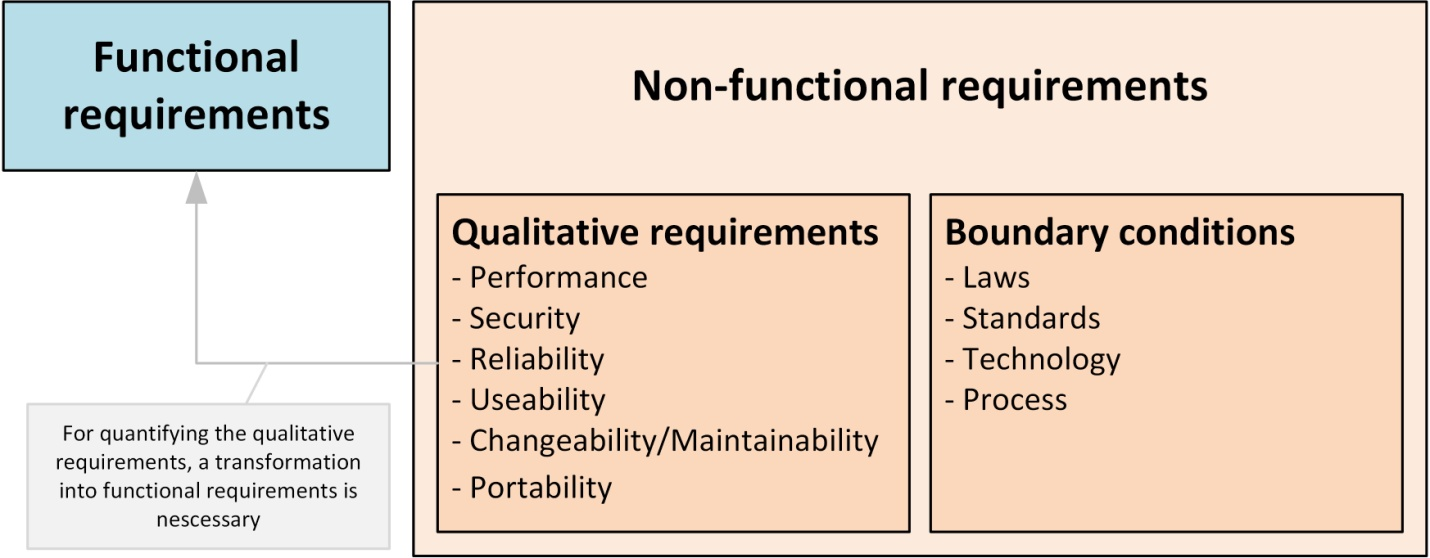 Functional
requirements
Non-functional requirements
Qualitative requirements
- Performance
- Security
- Reliability
- Useability
- Changeability/Maintainability
- Portability
Boundary conditions
- Laws
- Standards
- Technology
- Process
For quantifying the qualitative
requirements, a transformation
into functional requirements is
nescessary